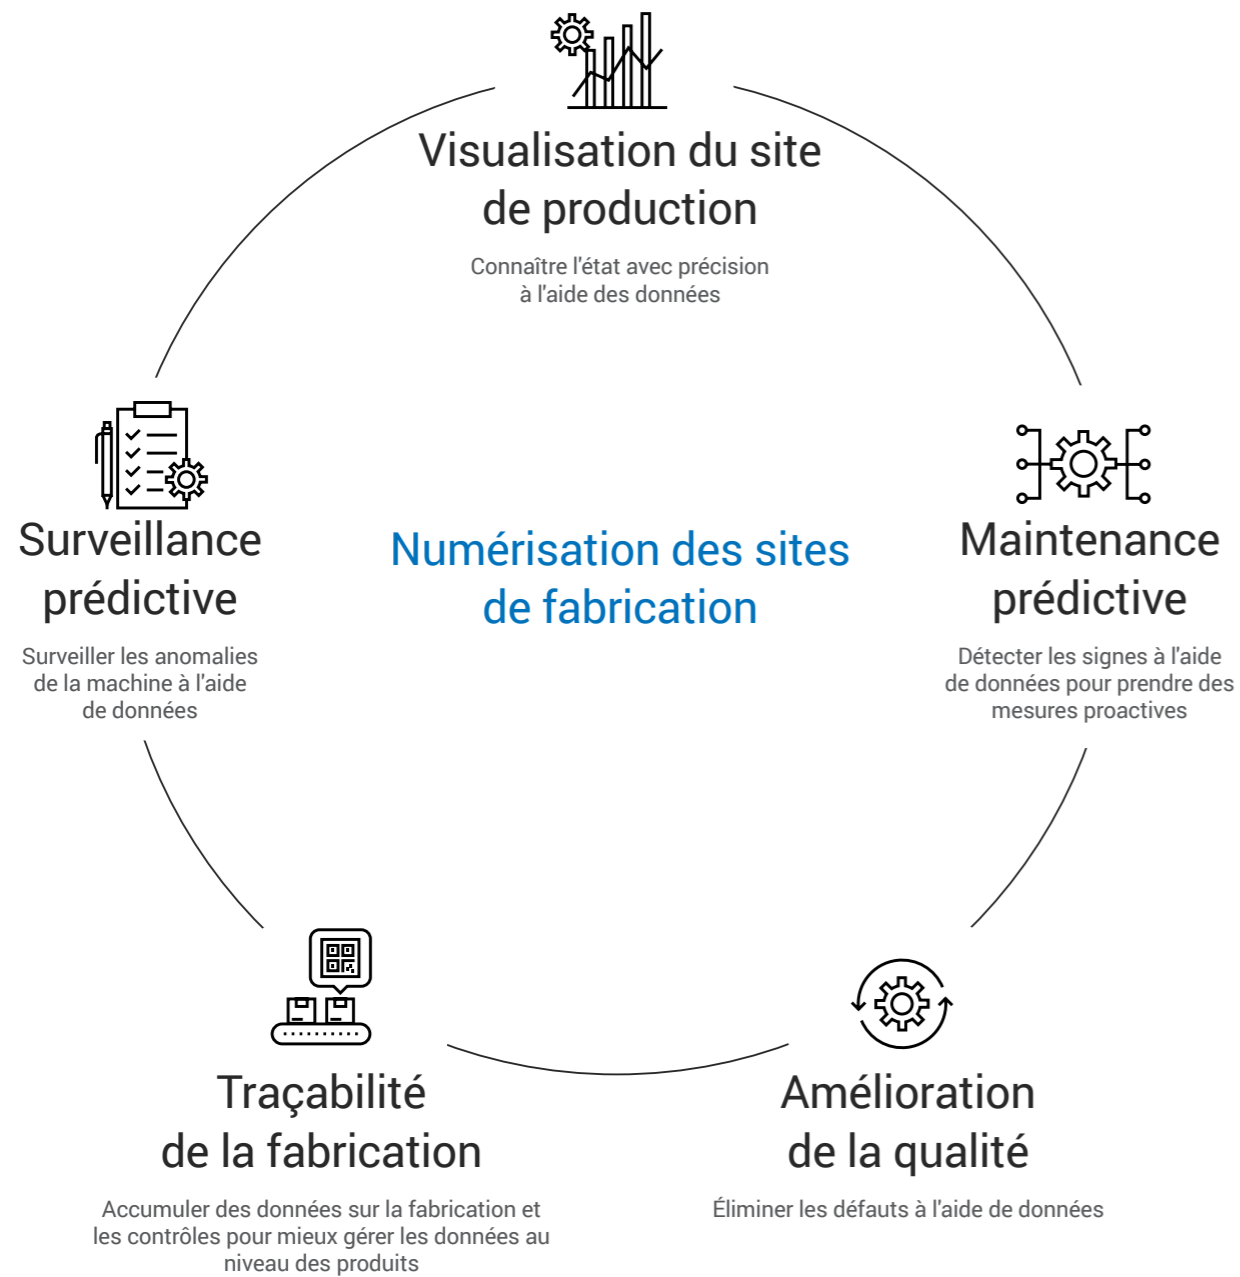 Visualisation du site
de production
Connaître l'état avec précision
à l'aide des données
Surveillance
prédictive
Surveiller les anomalies
de la machine à l'aide
de données
Numérisation des sites
de fabrication
Maintenance
prédictive
Détecter les signes à l'aide
de données pour prendre des
mesures proactives
Traçabilité
de la fabrication
Accumuler des données sur la fabrication et
les contrôles pour mieux gérer les données au
niveau des produits
Amélioration
de la qualité
Éliminer les défauts à l'aide de données